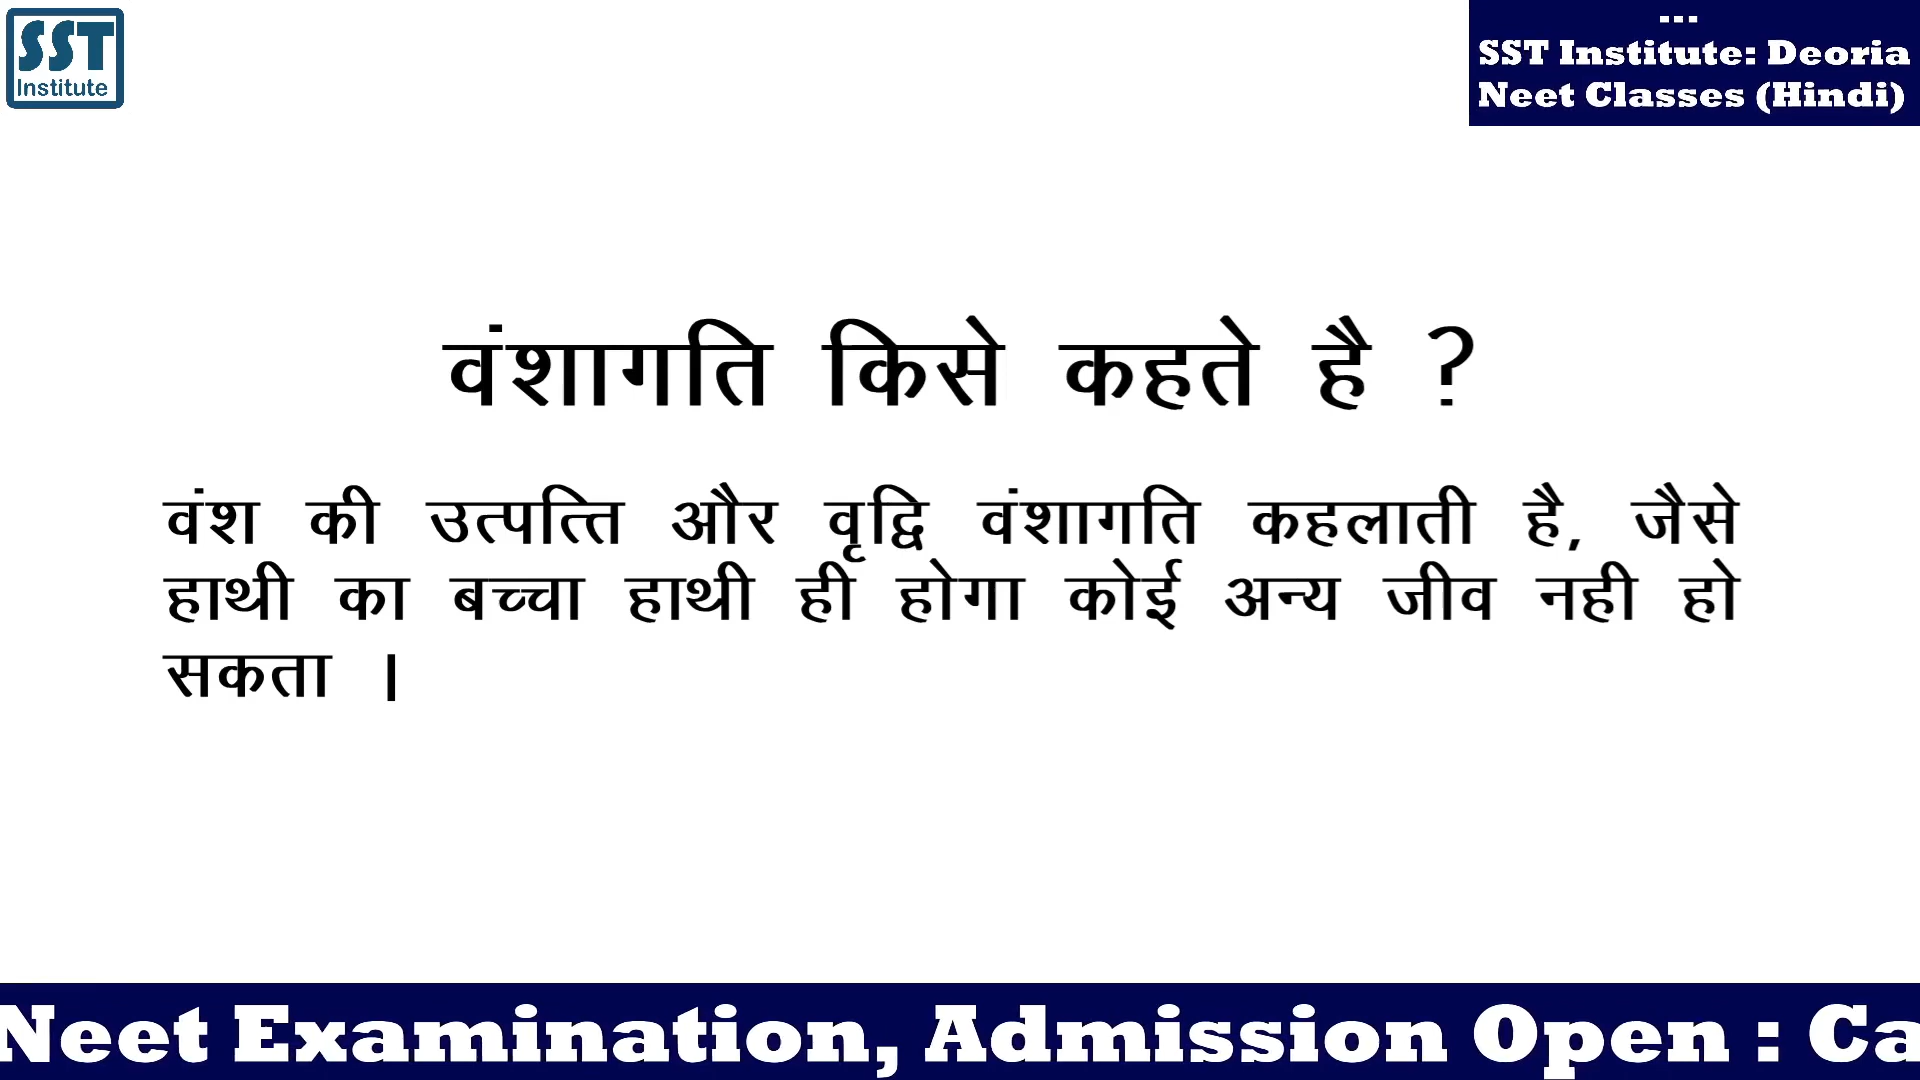 SST
Institute
...
SST Institute: Deoria
Neet Classes (Hindi)
वंशागति किसे कहते है ?
वंश की उत्पत्ति और वृद्वि वंशागति कहलाती है, जैसे
हाथी का बच्चा हाथी ही होगा कोई अन्य जीव नही हो
सकता ।
Neet Examination, Admission Open : Ca